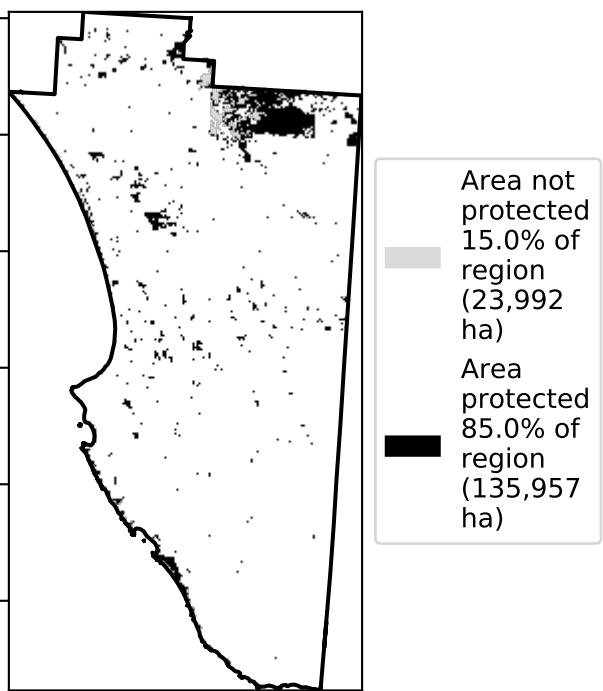 Area not
protected
15.0% of
region
(23,992
ha)
Area
protected
85.0% of
region
(135,957
ha)